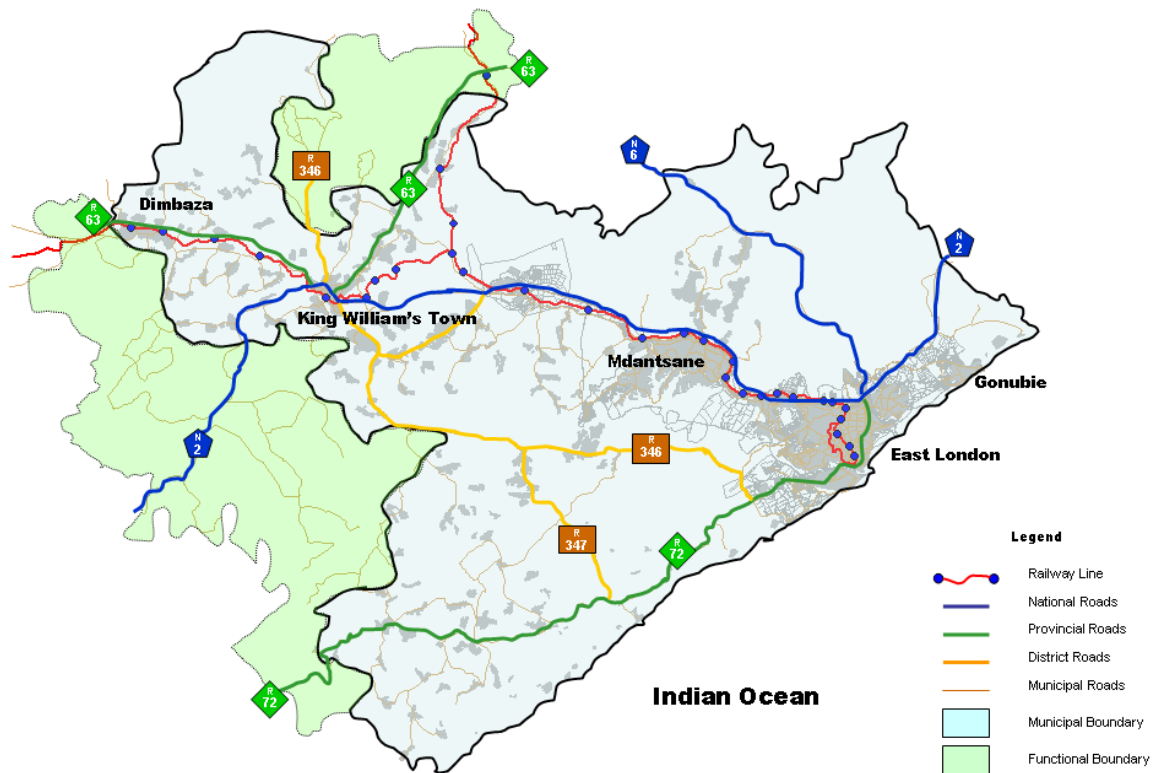 R
63
N
6
R
346
R
63
Dimbaza
R
63
N
2
King William's Town
Mdantsane
Gonubie
N
2
R
346
East London
R
347
R
72
Legend
Railway Line
National Roads
Provincial Roads
District Roads
Municipal Roads
Municipal Boundary
Functional Boundary
R
72
Indian Ocean